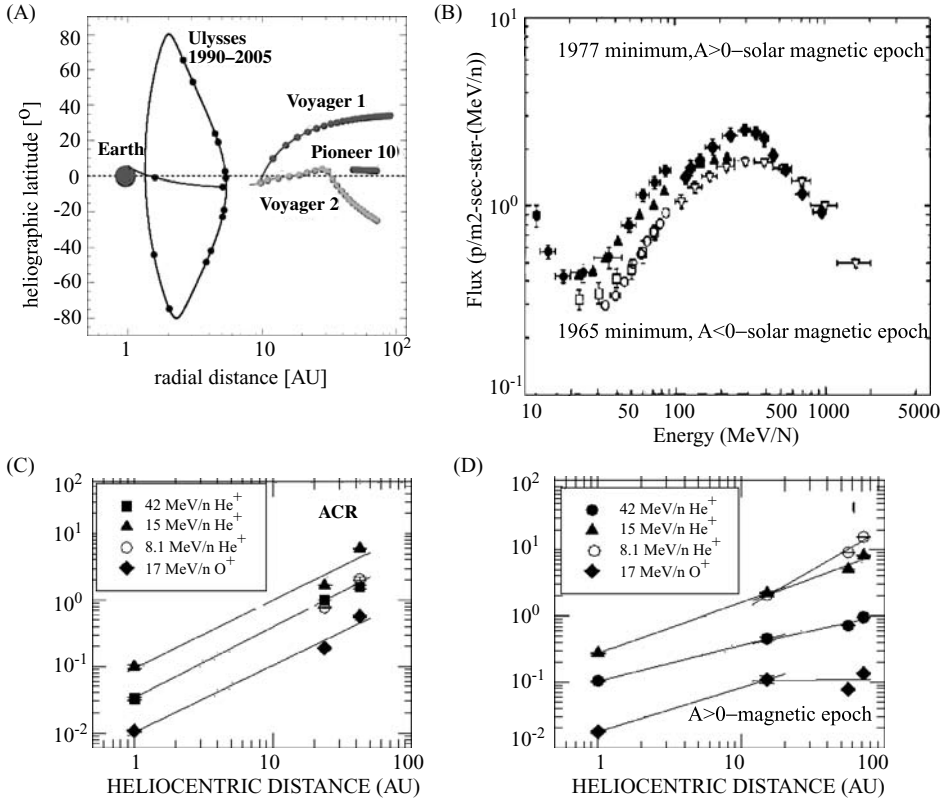 (A)
80
60
40
20
0
-20
-40
-60
-80
heliographic latitude [°]
Ulysses
1990–2005
Voyager 1
Earth
Pioneer 10
Voyager 2
1
10
10²
radial distance [AU]
(B)
10¹
10⁰
10⁻¹
Flux (p/m2-sec-ster-(MeV/n))
1977 minimum,A>0–solar magnetic epoch
1965 minimum, A<0–solar magnetic epoch
10
50
100
500
1000
5000
Energy (MeV/N)
(C)
10²
10¹
10⁰
10⁻¹
10⁻²
42 MeV/n He⁺
15 MeV/n He⁺
8.1 MeV/n He⁺
17 MeV/n O⁺
ACR
1
10
100
HELIOCENTRIC DISTANCE (AU)
(D)
10²
10¹
10⁰
10⁻¹
10⁻²
42 MeV/n He⁺
15 MeV/n He⁺
8.1 MeV/n He⁺
17 MeV/n O⁺
A>0–magnetic epoch
1
10
100
HELIOCENTRIC DISTANCE (AU)